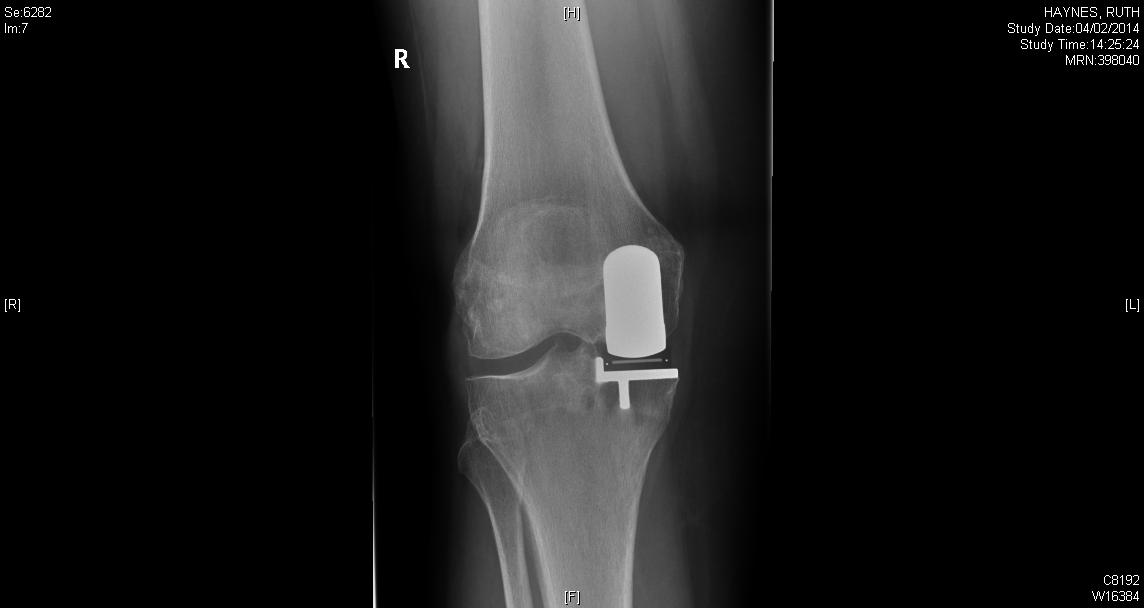 Se:6282
Im:7
[H]
HAYNES, RUTH
Study Date:04/02/2014
Study Time:14:25:24
MRN:398040
R
[R]
[L]
[F]
C8192
W16384